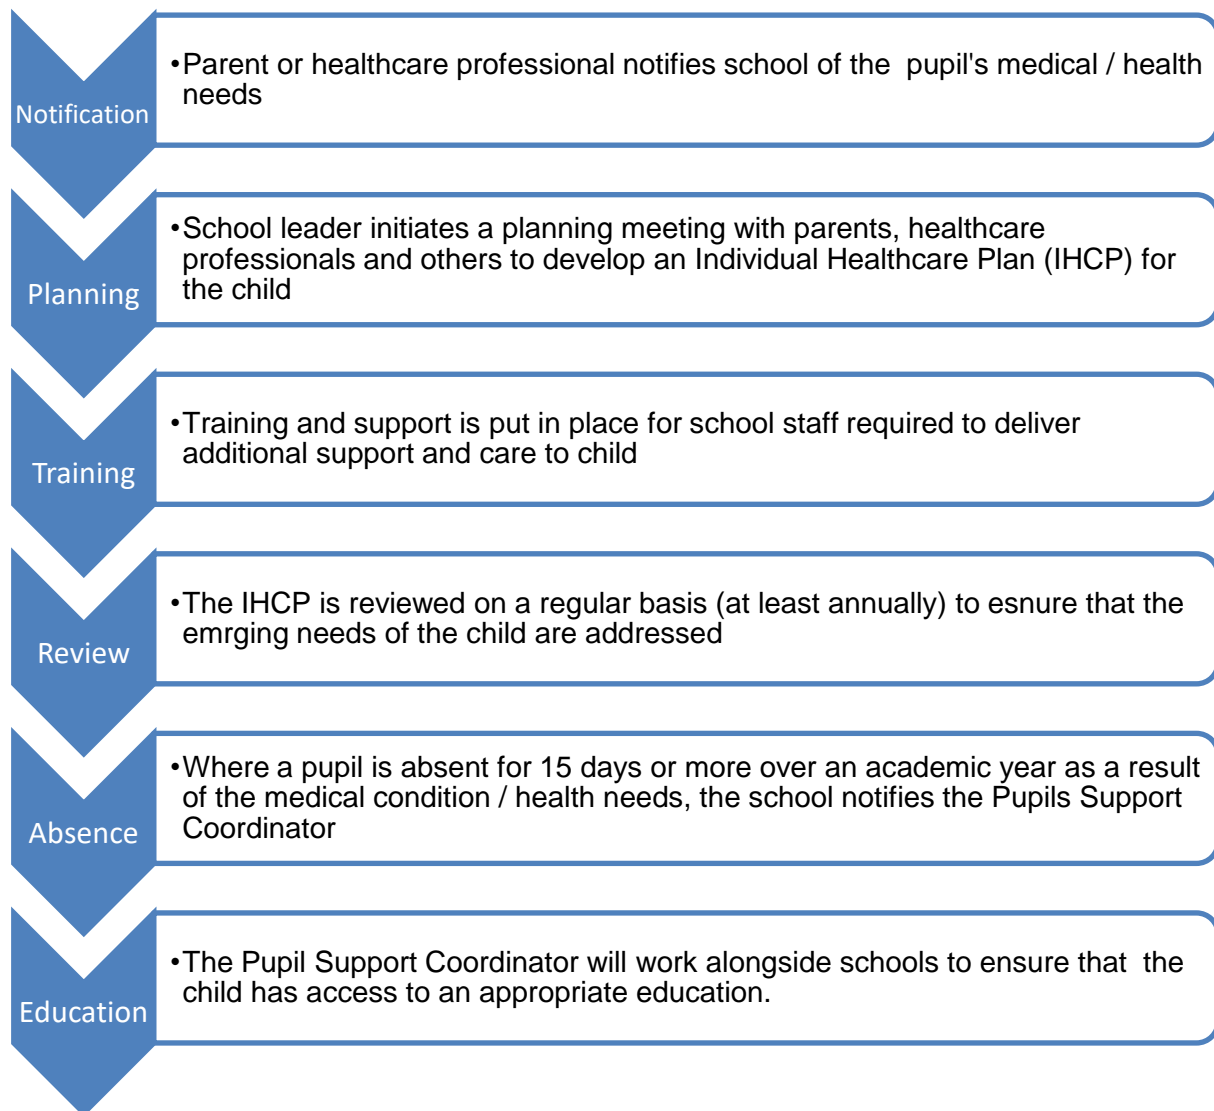 Notification
•Parent or healthcare professional notifies school of the  pupil's medical / health
needs
Planning
•School leader initiates a planning meeting with parents, healthcare
professionals and others to develop an Individual Healthcare Plan (IHCP) for
the child
Training
•Training and support is put in place for school staff required to deliver
additional support and care to child
Review
•The IHCP is reviewed on a regular basis (at least annually) to esnure that the
emrging needs of the child are addressed
Absence
•Where a pupil is absent for 15 days or more over an academic year as a result
of the medical condition / health needs, the school notifies the Pupils Support
Coordinator
Education
•The Pupil Support Coordinator will work alongside schools to ensure that  the
child has access to an appropriate education.